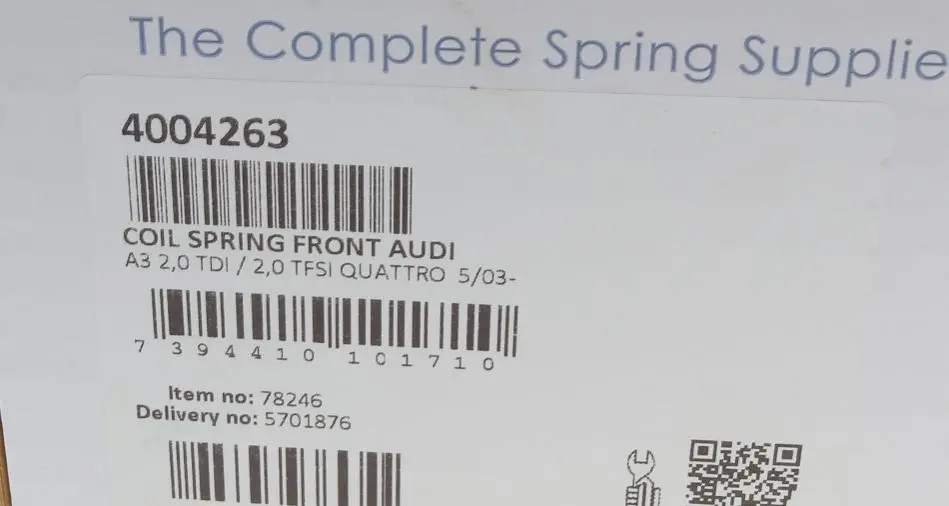 The Complete Spring Supplie
4004263
COIL SPRING FRONT AUDI
A3 2,0 TDI / 2,0 TFSI QUATTRO 5/03-
7 394410 101710
Item no: 78246
Delivery no: 5701876